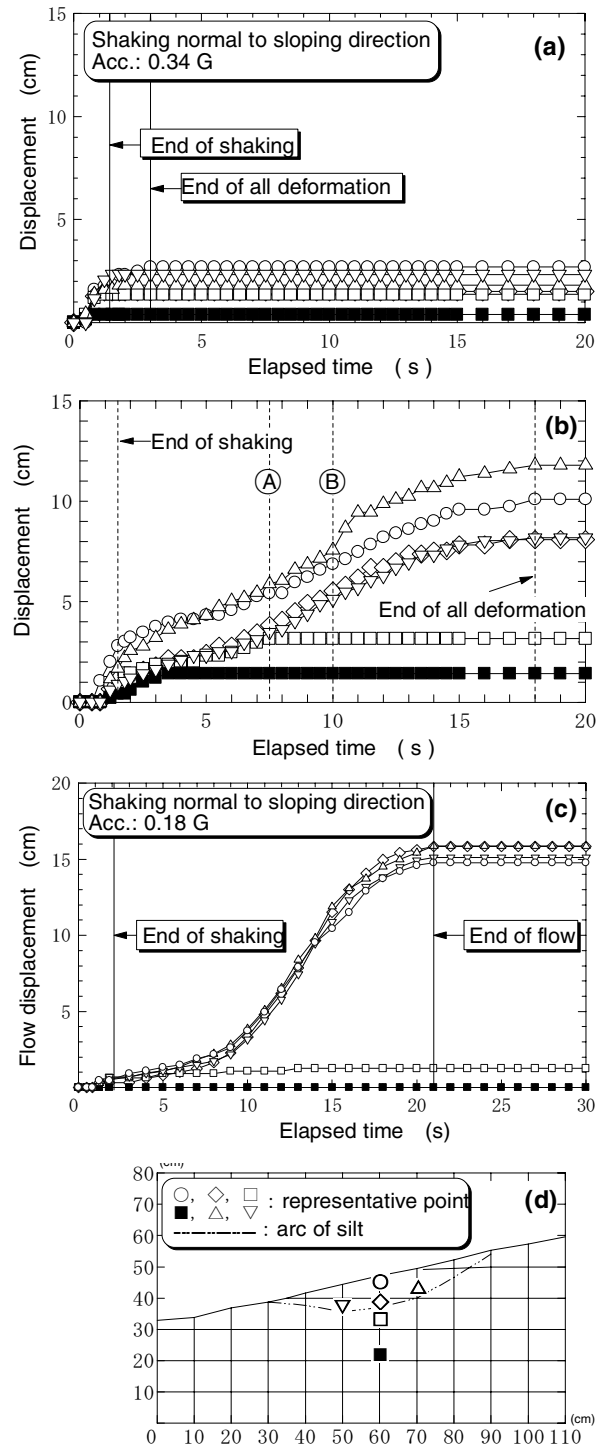 (a)
Shaking normal to sloping direction
Acc.: 0.34 G
End of shaking
End of all deformation
Displacement (cm)
15
10
5
0
0 5 10 15 20
Elapsed time ( s )
(b)
End of shaking
A B
End of all deformation
Displacement (cm)
15
10
5
0
0 5 10 15 20
Elapsed time ( s )
(c)
Shaking normal to sloping direction
Acc.: 0.18 G
End of shaking
End of flow
Flow displacement (cm)
20
15
10
5
0
0 5 10 15 20 25 30
Elapsed time (s)
(d)
(cm)
, , : representative point
, ,
: arc of silt
80
70
60
50
40
30
20
10
0 10 20 30 40 50 60 70 80 90 100 110
(cm)